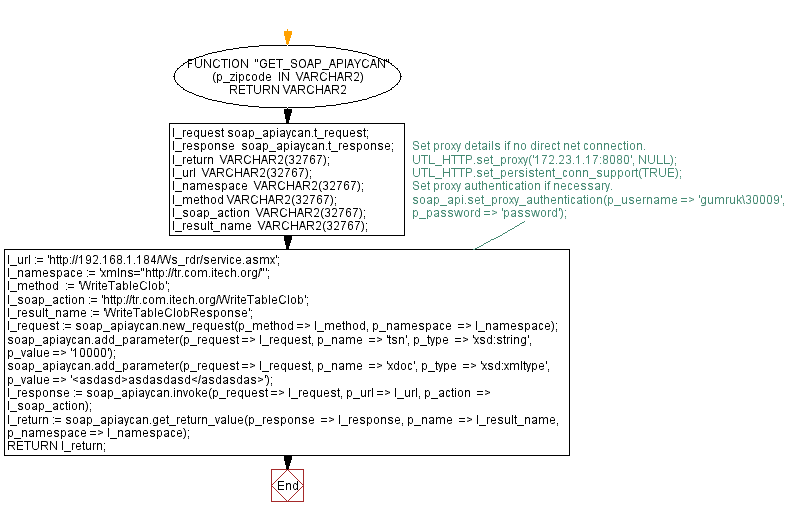 FUNCTION "GET_SOAP_APIAYCAN"
(p_zipcode IN VARCHAR2)
RETURN VARCHAR2
l_request soap_apiaycan.t_request;
l_response soap_apiaycan.t_response;
l_return VARCHAR2(32767);
l_url VARCHAR2(32767);
l_namespace VARCHAR2(32767);
l_method VARCHAR2(32767);
l_soap_action VARCHAR2(32767);
l_result_name VARCHAR2(32767);
Set proxy details if no direct net connection.
UTL_HTTP.set_proxy('172.23.1.17:8080', NULL);
UTL_HTTP.set_persistent_conn_support(TRUE);
Set proxy authentication if necessary.
soap_api.set_proxy_authentication(p_username => 'gumruk\30009',
p_password => 'password');
l_url := 'http://192.168.1.184/Ws_rdr/service.asmx';
l_namespace := 'xmlns="http://tr.com.itech.org/"';
l_method := 'WriteTableClob';
l_soap_action := 'http://tr.com.itech.org/WriteTableClob';
l_result_name := 'WriteTableClobResponse';
l_request := soap_apiaycan.new_request(p_method => l_method, p_namespace => l_namespace);
soap_apiaycan.add_parameter(p_request => l_request, p_name => 'tsn', p_type => 'xsd:string',
p_value => '10000');
soap_apiaycan.add_parameter(p_request => l_request, p_name => 'xdoc', p_type => 'xsd:xmltype',
p_value => '<asdasd>asdasdasd</asdasdas>');
l_response := soap_apiaycan.invoke(p_request => l_request, p_url => l_url, p_action =>
l_soap_action);
l_return := soap_apiaycan.get_return_value(p_response => l_response, p_name => l_result_name,
p_namespace => l_namespace);
RETURN l_return;
End